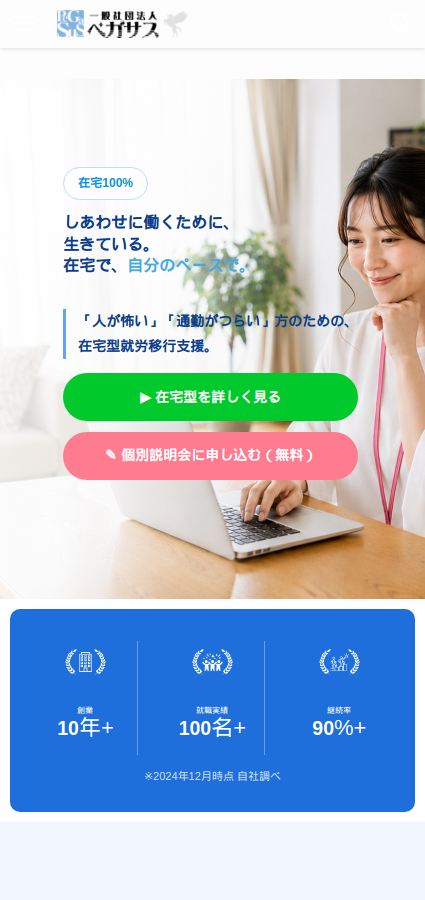 PG
SS
一般社団法人
ペガサス
在宅100%
しあわせに働くために、
生きている。
在宅で、自分のペースで。
「人が怖い」「通勤がつらい」方のための、
在宅型就労移行支援。
▶ 在宅型を詳しく見る
✎ 個別説明会に申し込む（無料）
創業
10年+
就職実績
100名+
継続率
90%+
※2024年12月時点 自社調べ